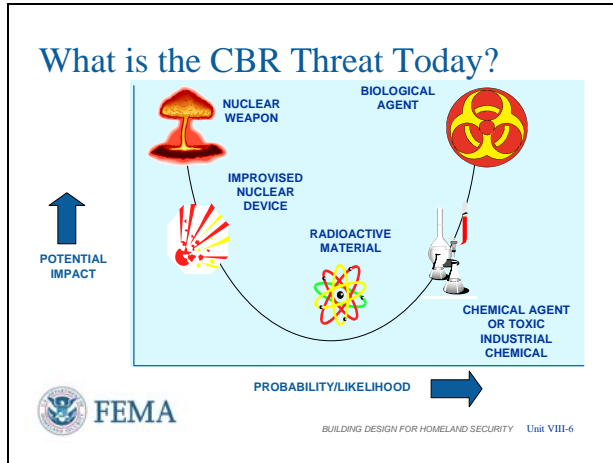 What is the CBR Threat Today?
NUCLEAR
WEAPON
BIOLOGICAL
AGENT
IMPROVISED
NUCLEAR
DEVICE
RADIOACTIVE
MATERIAL
POTENTIAL
IMPACT
CHEMICAL AGENT
OR TOXIC
INDUSTRIAL
CHEMICAL
PROBABILITY/LIKELIHOOD
FEMA
BUILDING DESIGN FOR HOMELAND SECURITY Unit VIII-6